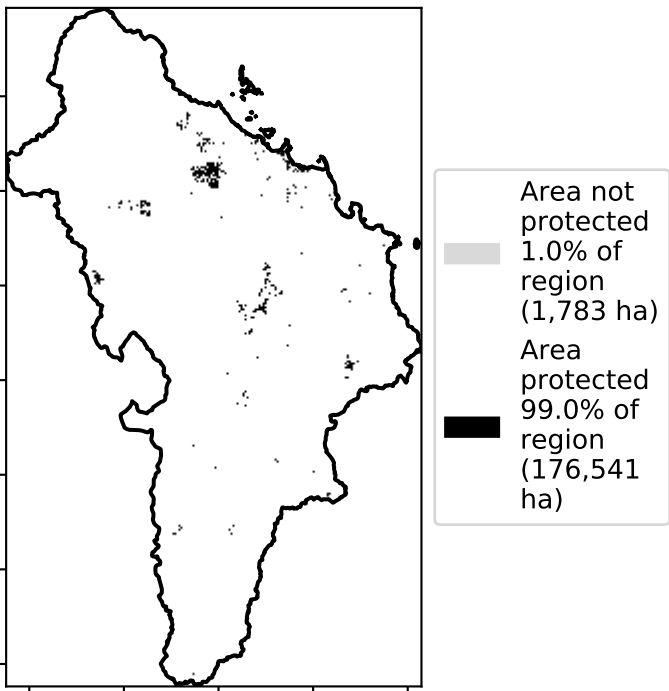 Area not
protected
1.0% of
region
(1,783 ha)
Area
protected
99.0% of
region
(176,541
ha)